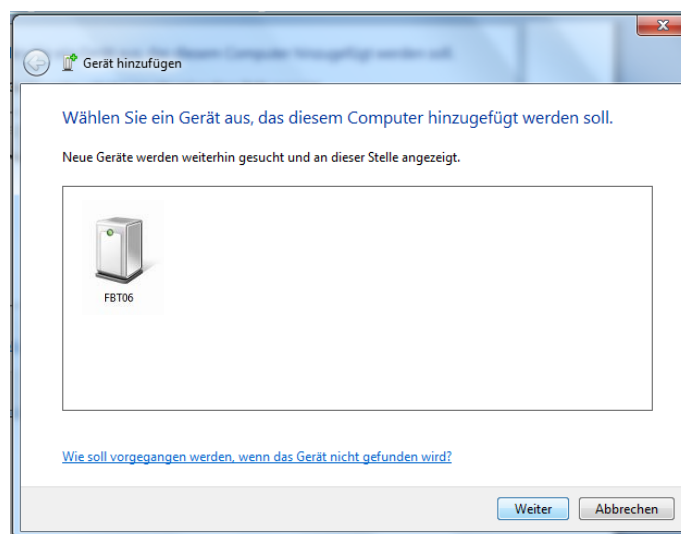 Gerät hinzufügen
Wählen Sie ein Gerät aus, das diesem Computer hinzugefügt werden soll.
Neue Geräte werden weiterhin gesucht und an dieser Stelle angezeigt.
FBT06
Wie soll vorgegangen werden, wenn das Gerät nicht gefunden wird?
Weiter Abbrechen